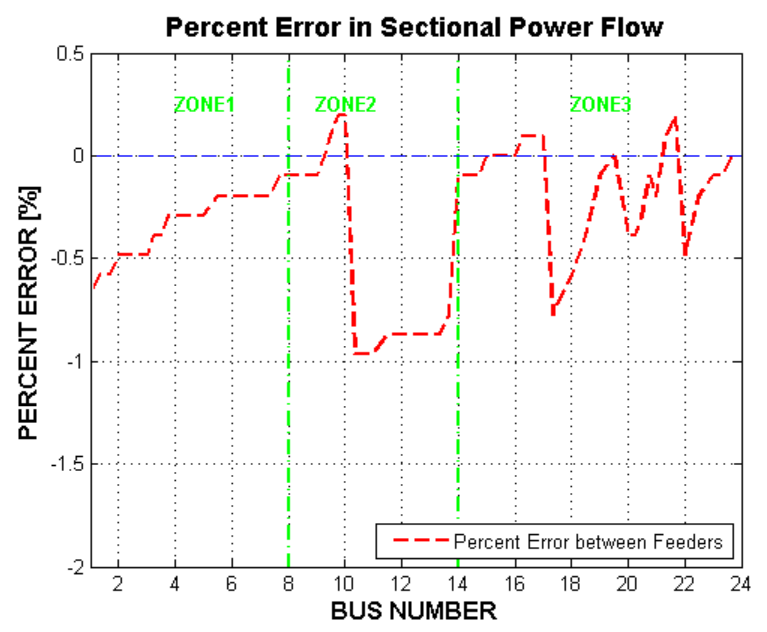 Percent Error in Sectional Power Flow
0.5
ZONE1 ZONE2 ZONE3
0
-0.5
-1
-1.5
-2
PERCENT ERROR [%]
Percent Error between Feeders
2 4 6 8 10 12 14 16 18 20 22 24
BUS NUMBER